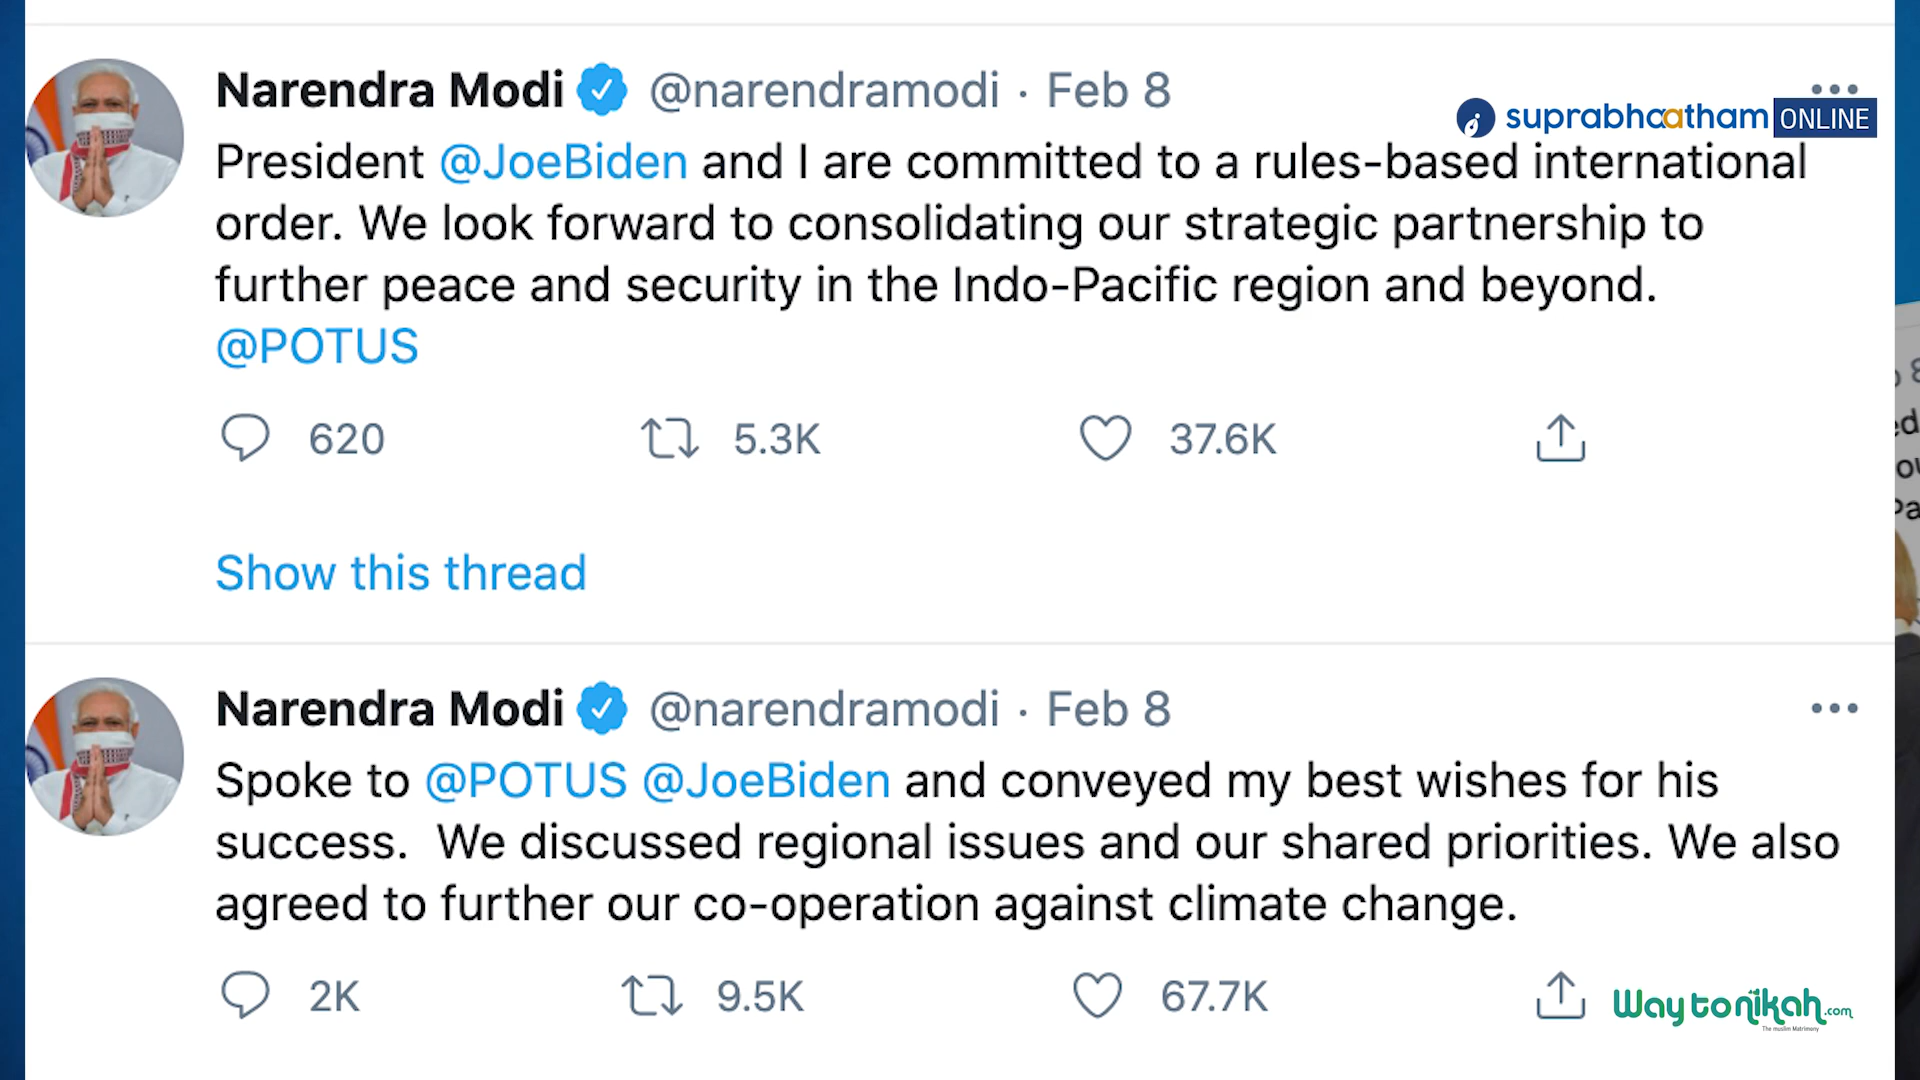 Narendra Modi @narendramodi · Feb 8
suprabhaatham ONLINE
President @JoeBiden and I are committed to a rules-based international
order. We look forward to consolidating our strategic partnership to
further peace and security in the Indo-Pacific region and beyond.
@POTUS
620 5.3K 37.6K
Show this thread
Narendra Modi @narendramodi · Feb 8
Spoke to @POTUS @JoeBiden and conveyed my best wishes for his
success. We discussed regional issues and our shared priorities. We also
agreed to further our co-operation against climate change.
2K 9.5K 67.7K
Way to nikah.com
The muslim Matrimony